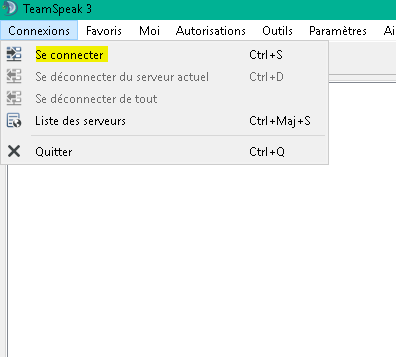 TeamSpeak 3
Connexions Favoris Moi Autorisations Outils Paramètres Ai
Se connecter Ctrl+S
Se déconnecter du serveur actuel Ctrl+D
Se déconnecter de tout
Liste des serveurs Ctrl+Maj+S
Quitter Ctrl+Q